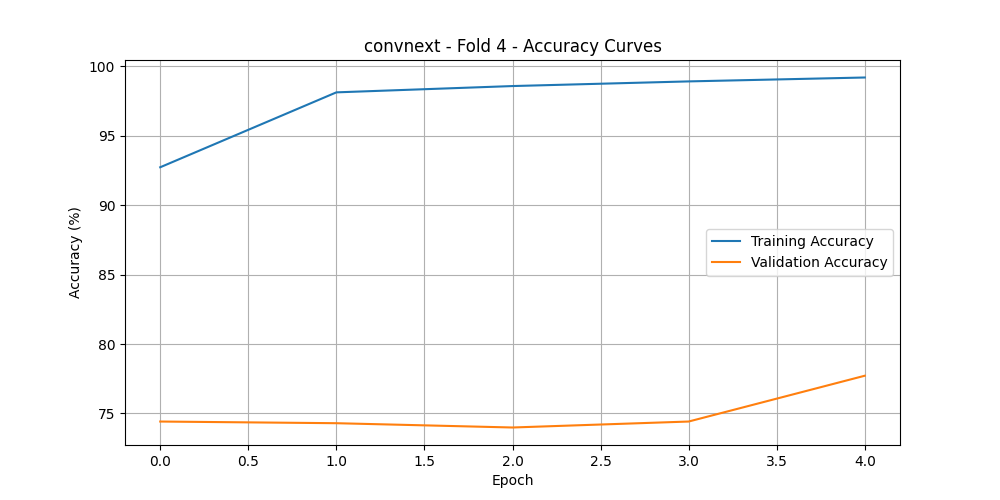 convnext - Fold 4 - Accuracy Curves
Accuracy (%)
100
95
90
85
80
75
Training Accuracy
Validation Accuracy
0.0 0.5 1.0 1.5 2.0 2.5 3.0 3.5 4.0
Epoch